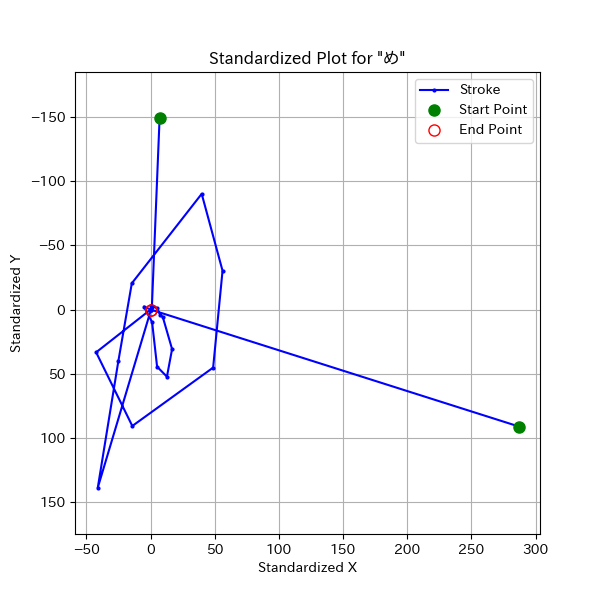 Standardized Plot for "め"
Stroke
Start Point
End Point
Standardized Y
−150
−100
−50
0
50
100
150
−50 0 50 100 150 200 250 300
Standardized X